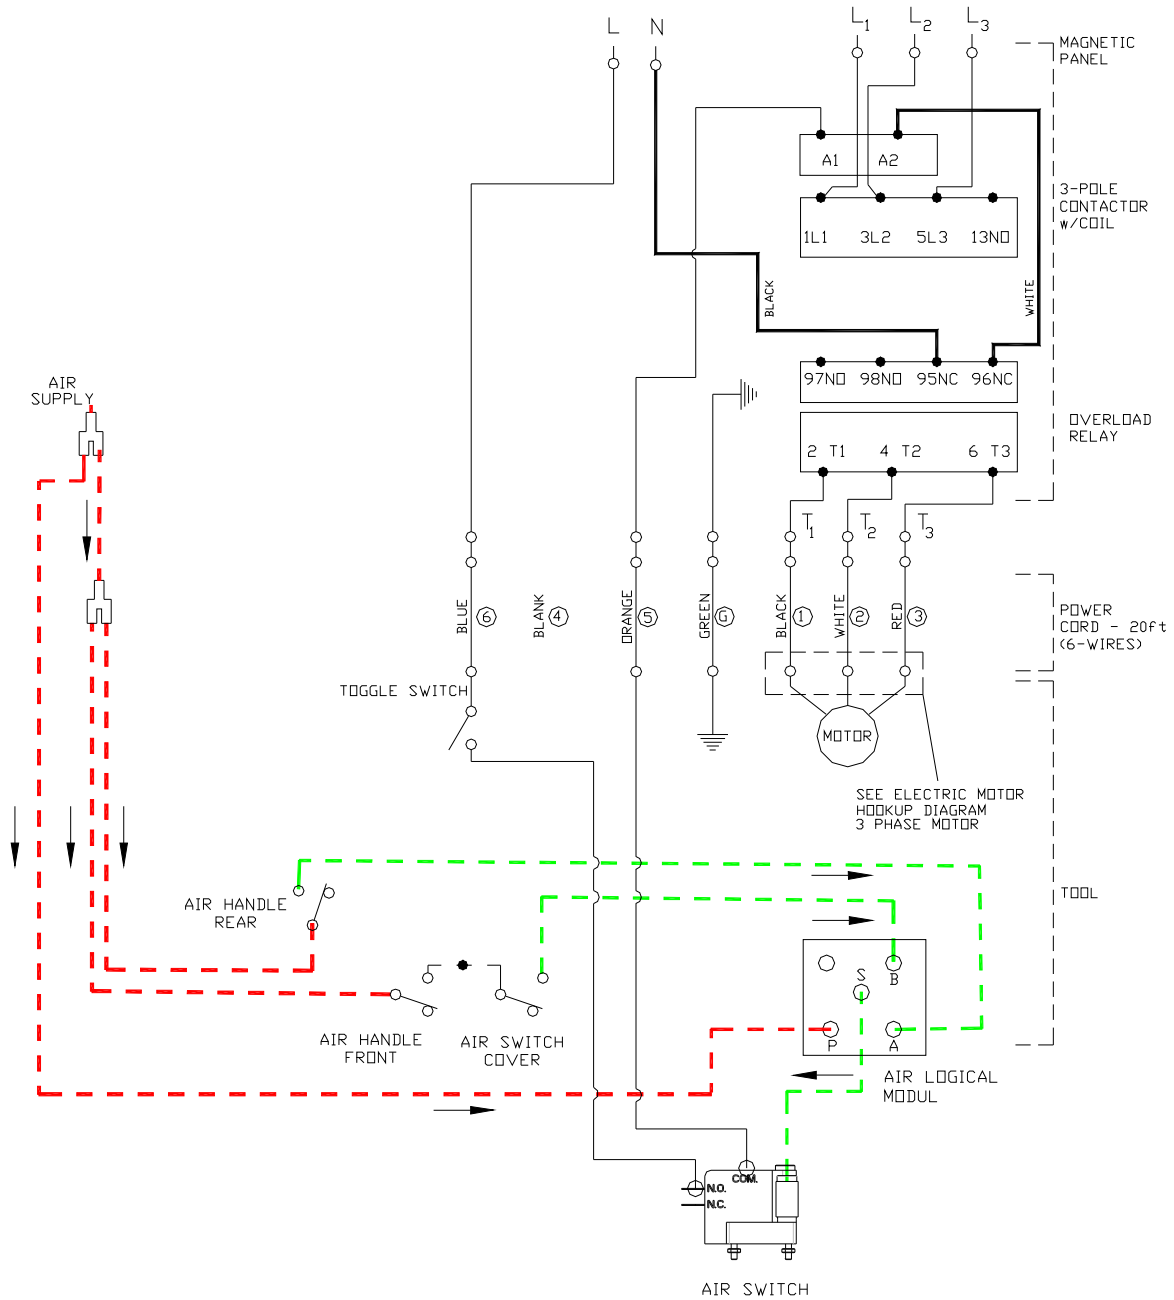 L N L1 L2 L3
MAGNETIC
PANEL
A1 A2
3-POLE
CONTACTOR
W/COIL
1L1 3L2 5L3 13NO
BLACK
WHITE
97NO 98NO 95NC 96NC
AIR
SUPPLY
OVERLOAD
RELAY
2 T1 4 T2 6 T3
T1 T2 T3
BLUE 6
BLANK 4
ORANGE 5
GREEN G
BLACK 1
WHITE 2
RED 3
POWER
CORD - 20ft
(6-WIRES)
TOGGLE SWITCH
MOTOR
SEE ELECTRIC MOTOR
HOOKUP DIAGRAM
3 PHASE MOTOR
AIR HANDLE
REAR
TOOL
S
B
P
A
AIR HANDLE
FRONT
AIR SWITCH
COVER
AIR LOGICAL
MODUL
COM.
N.O.
N.C.
AIR SWITCH